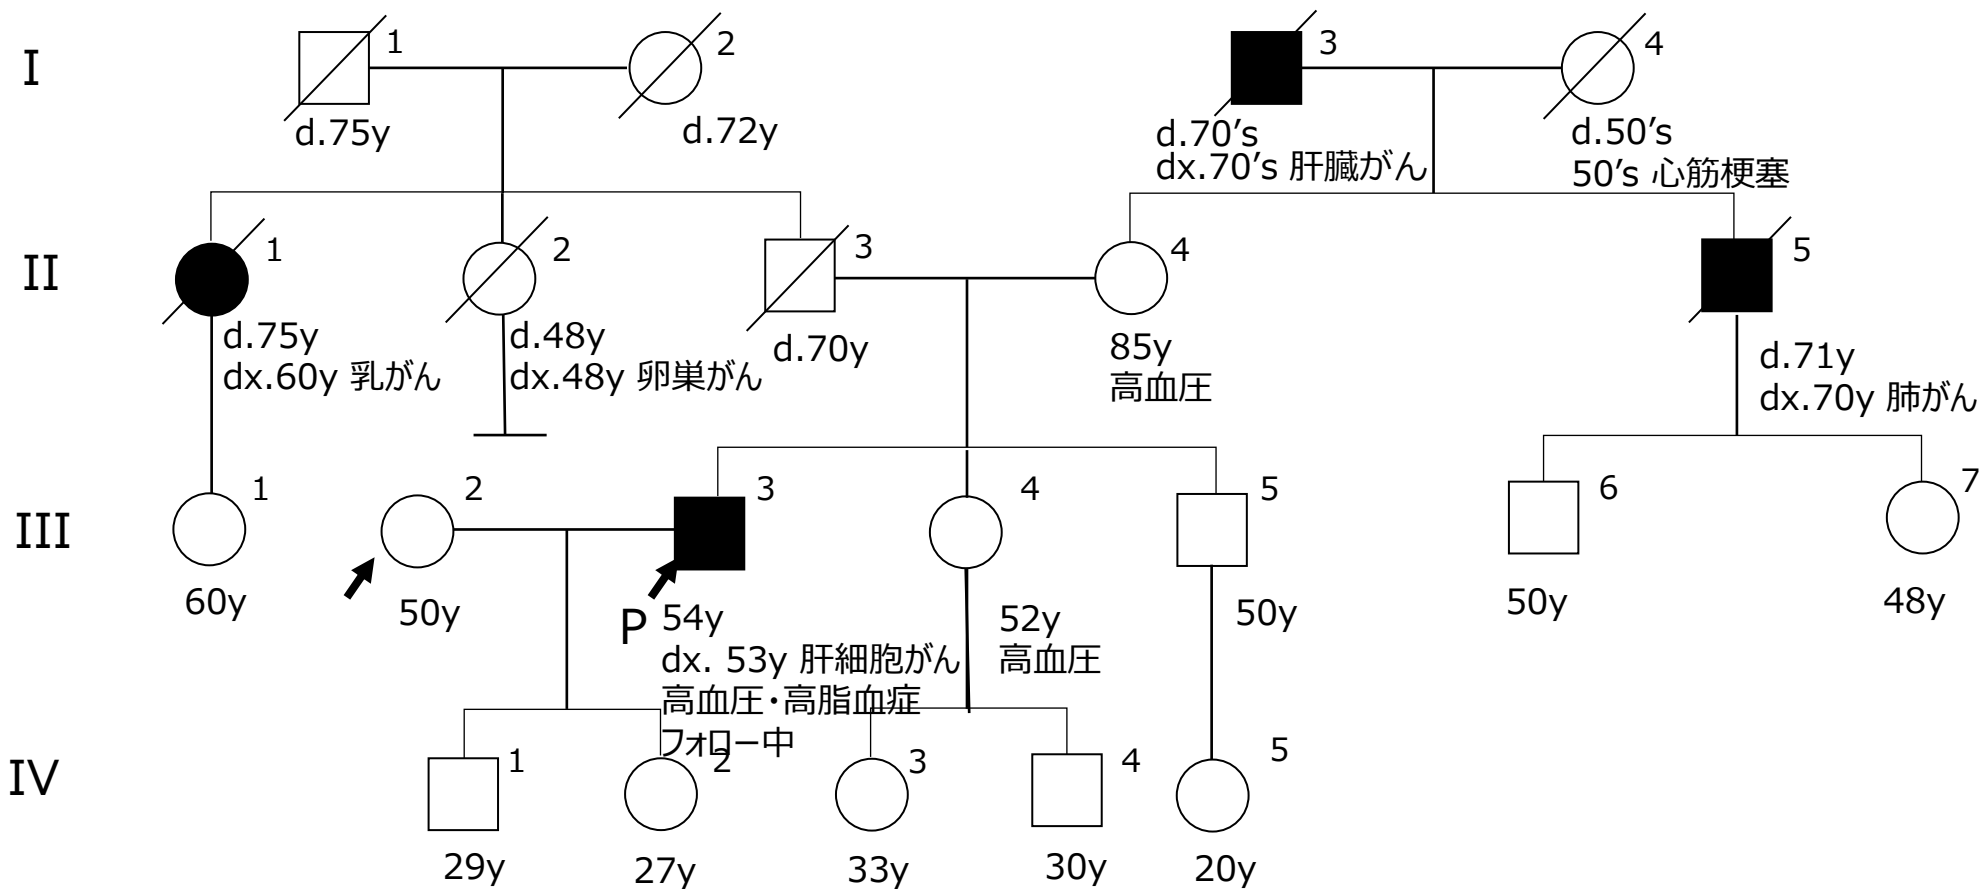 I
1
2
3
4
d.75y
d.72y
d.70’s
dx.70’s 肝臓がん
d.50’s
50’s 心筋梗塞
II
1
2
3
4
5
d.75y
dx.60y 乳がん
d.48y
dx.48y 卵巣がん
d.70y
85y
高血圧
d.71y
dx.70y 肺がん
III
1
2
3
4
5
6
7
60y
50y
P
54y
dx. 53y 肝細胞がん
高血圧・高脂血症
フォロー中
52y
高血圧
50y
50y
48y
IV
1
2
3
4
5
29y
27y
33y
30y
20y